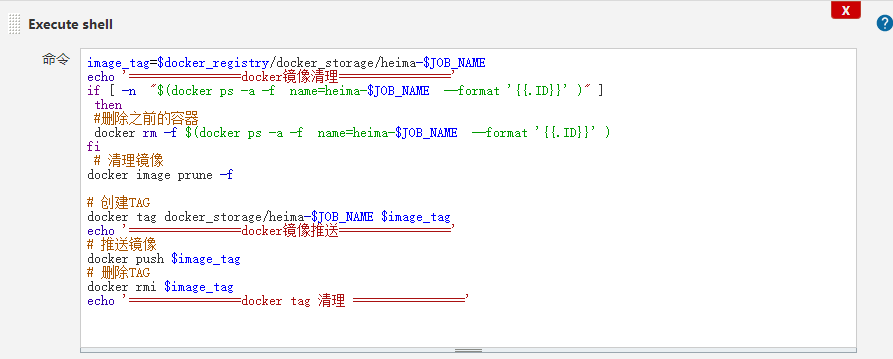 X
Execute shell
?
命令
image_tag=$docker_registry/docker_storage/heima-$JOB_NAME
echo '================docker镜像清理================'
if [ -n  "$(docker ps -a -f  name=heima-$JOB_NAME  --format '{{.ID}}' )" ]
 then
 #删除之前的容器
 docker rm -f $(docker ps -a -f  name=heima-$JOB_NAME  --format '{{.ID}}' )
fi
 # 清理镜像
docker image prune -f
# 创建TAG
docker tag docker_storage/heima-$JOB_NAME $image_tag
echo '================docker镜像推送================'
# 推送镜像
docker push $image_tag
# 删除TAG
docker rmi $image_tag
echo '================docker tag 清理 ================'